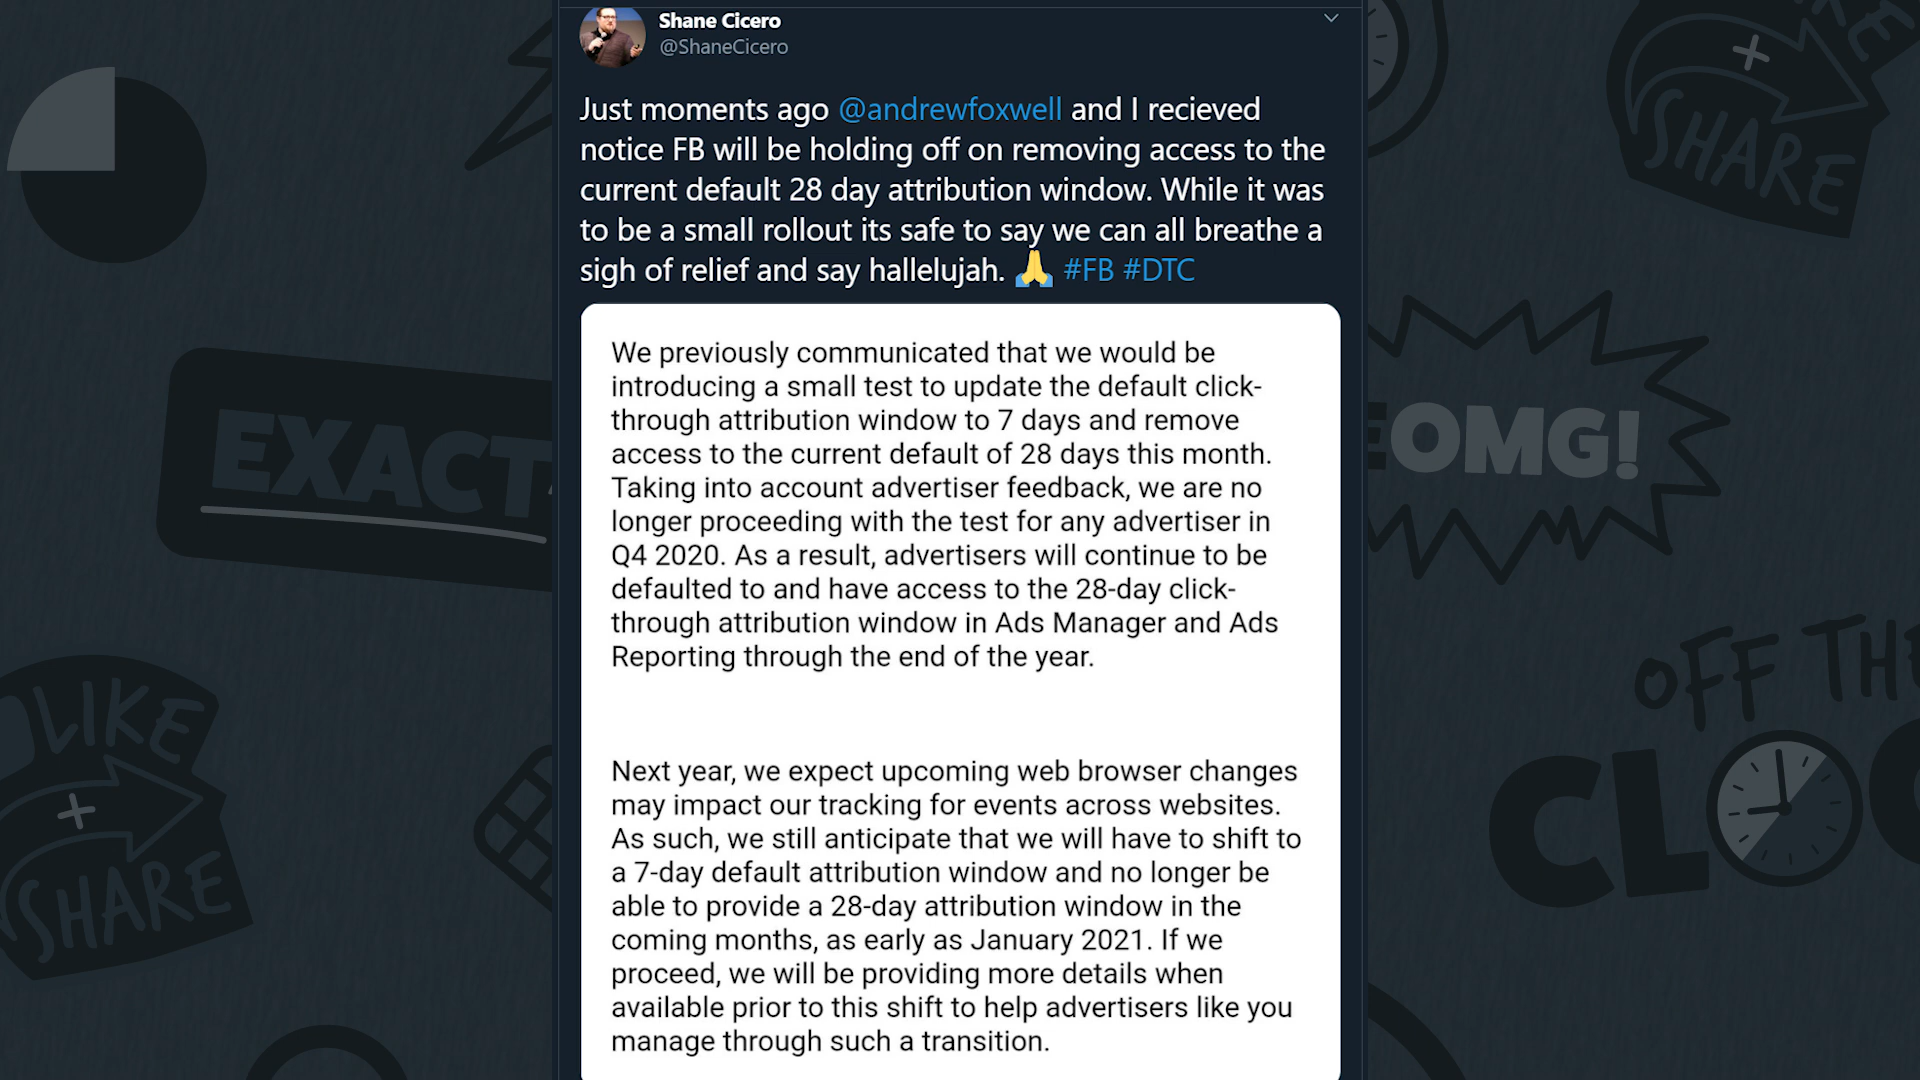 Shane Cicero
@ShaneCicero
Just moments ago @andrewfoxwell and I recieved
notice FB will be holding off on removing access to the
current default 28 day attribution window. While it was
to be a small rollout its safe to say we can all breathe a
sigh of relief and say hallelujah. 🙏 #FB #DTC
We previously communicated that we would be
introducing a small test to update the default click-
through attribution window to 7 days and remove
access to the current default of 28 days this month.
Taking into account advertiser feedback, we are no
longer proceeding with the test for any advertiser in
Q4 2020. As a result, advertisers will continue to be
defaulted to and have access to the 28-day click-
through attribution window in Ads Manager and Ads
Reporting through the end of the year.
Next year, we expect upcoming web browser changes
may impact our tracking for events across websites.
As such, we still anticipate that we will have to shift to
a 7-day default attribution window and no longer be
able to provide a 28-day attribution window in the
coming months, as early as January 2021. If we
proceed, we will be providing more details when
available prior to this shift to help advertisers like you
manage through such a transition.
EXACT
LIKE
+
SHARE
KE
+
SHARE
OMG!
OFF TH
CLO